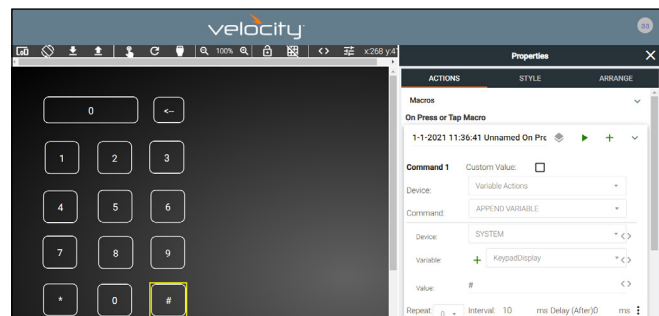 velocity
100% <> x:268 y:41
Properties X
ACTIONS STYLE ARRANGE
Macros
On Press or Tap Macro
1-1-2021 11:36:41 Unnamed On Pre
Command 1 Custom Value:
Device: Variable Actions
Command: APPEND VARIABLE
Device: SYSTEM <>
Variable: + KeypadDisplay <>
Value: # <>
Repeat: 0 Interval: 10 ms Delay (After)0 ms
0 <--
1 2 3
4 5 6
7 8 9
* 0 #